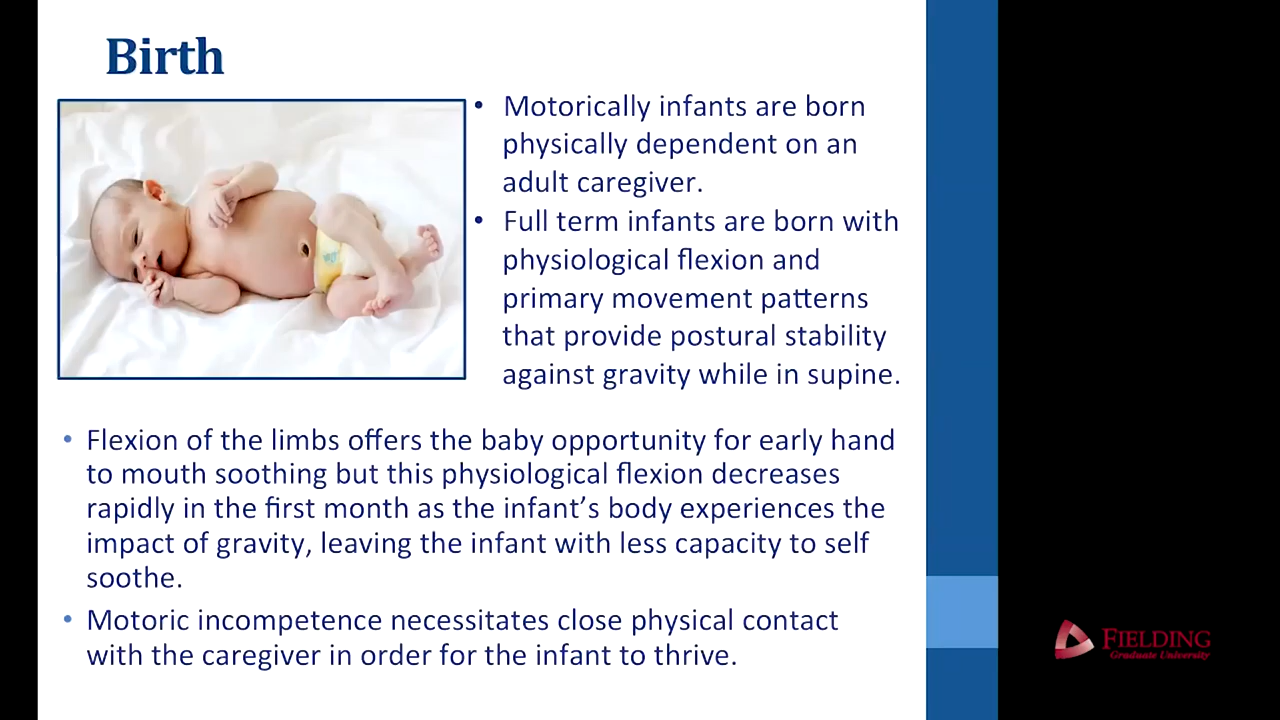 Birth
• Motorically infants are born
physically dependent on an
adult caregiver.
• Full term infants are born with
physiological flexion and
primary movement patterns
that provide postural stability
against gravity while in supine.
• Flexion of the limbs offers the baby opportunity for early hand
to mouth soothing but this physiological flexion decreases
rapidly in the first month as the infant’s body experiences the
impact of gravity, leaving the infant with less capacity to self
soothe.
• Motoric incompetence necessitates close physical contact
with the caregiver in order for the infant to thrive.
FIELDING
Graduate University